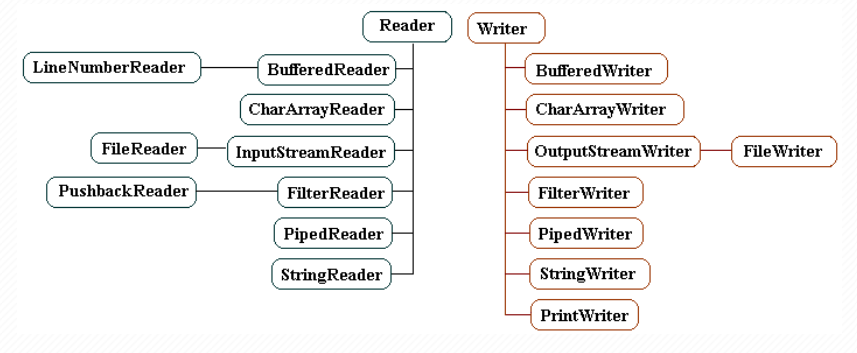 Reader
Writer
LineNumberReader
BufferedReader
BufferedWriter
CharArrayReader
CharArrayWriter
FileReader
InputStreamReader
OutputStreamWriter
FileWriter
PushbackReader
FilterReader
FilterWriter
PipedReader
PipedWriter
StringReader
StringWriter
PrintWriter